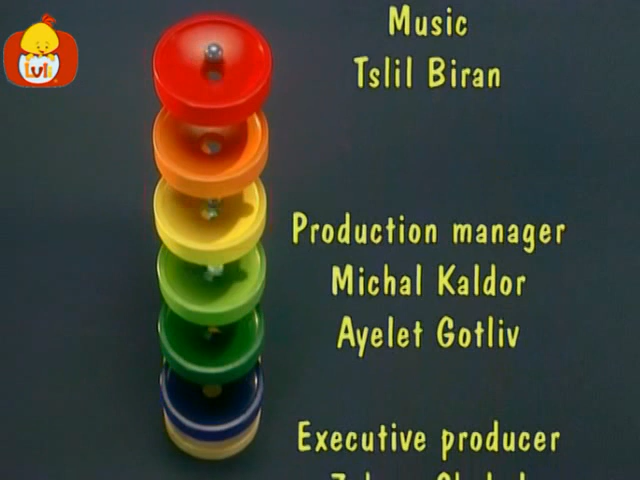 Luli
Music
Tslil Biran
Production manager
Michal Kaldor
Ayelet Gotliv
Executive producer